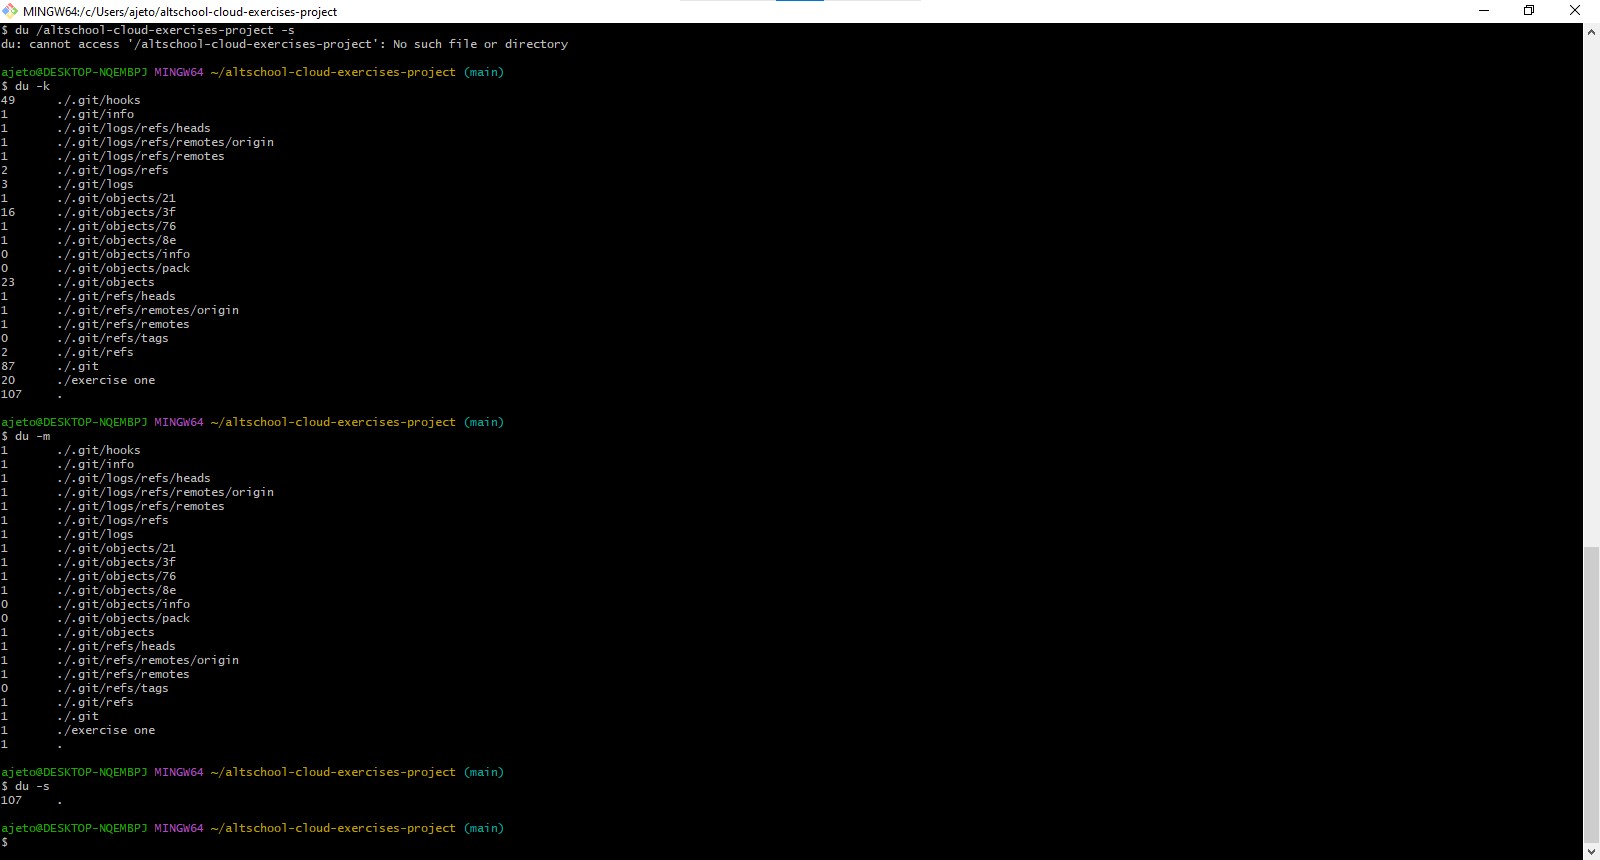 MINGW64:/c/Users/ajeto/altschool-cloud-exercises-project
$ du /altschool-cloud-exercises-project -s
du: cannot access '/altschool-cloud-exercises-project': No such file or directory
ajeto@DESKTOP-NQEMBPJ MINGW64 ~/altschool-cloud-exercises-project (main)
$ du -k
49 ./.git/hooks
1 ./.git/info
1 ./.git/logs/refs/heads
1 ./.git/logs/refs/remotes/origin
1 ./.git/logs/refs/remotes
2 ./.git/logs/refs
3 ./.git/logs
1 ./.git/objects/21
16 ./.git/objects/3f
1 ./.git/objects/76
1 ./.git/objects/8e
0 ./.git/objects/info
0 ./.git/objects/pack
23 ./.git/objects
1 ./.git/refs/heads
1 ./.git/refs/remotes/origin
1 ./.git/refs/remotes
0 ./.git/refs/tags
2 ./.git/refs
87 ./.git
20 ./exercise one
107 .
ajeto@DESKTOP-NQEMBPJ MINGW64 ~/altschool-cloud-exercises-project (main)
$ du -m
1 ./.git/hooks
1 ./.git/info
1 ./.git/logs/refs/heads
1 ./.git/logs/refs/remotes/origin
1 ./.git/logs/refs/remotes
1 ./.git/logs/refs
1 ./.git/logs
1 ./.git/objects/21
1 ./.git/objects/3f
1 ./.git/objects/76
1 ./.git/objects/8e
0 ./.git/objects/info
0 ./.git/objects/pack
1 ./.git/objects
1 ./.git/refs/heads
1 ./.git/refs/remotes/origin
1 ./.git/refs/remotes
0 ./.git/refs/tags
1 ./.git/refs
1 ./.git
1 ./exercise one
1 .
ajeto@DESKTOP-NQEMBPJ MINGW64 ~/altschool-cloud-exercises-project (main)
$ du -s
107 .
ajeto@DESKTOP-NQEMBPJ MINGW64 ~/altschool-cloud-exercises-project (main)
$